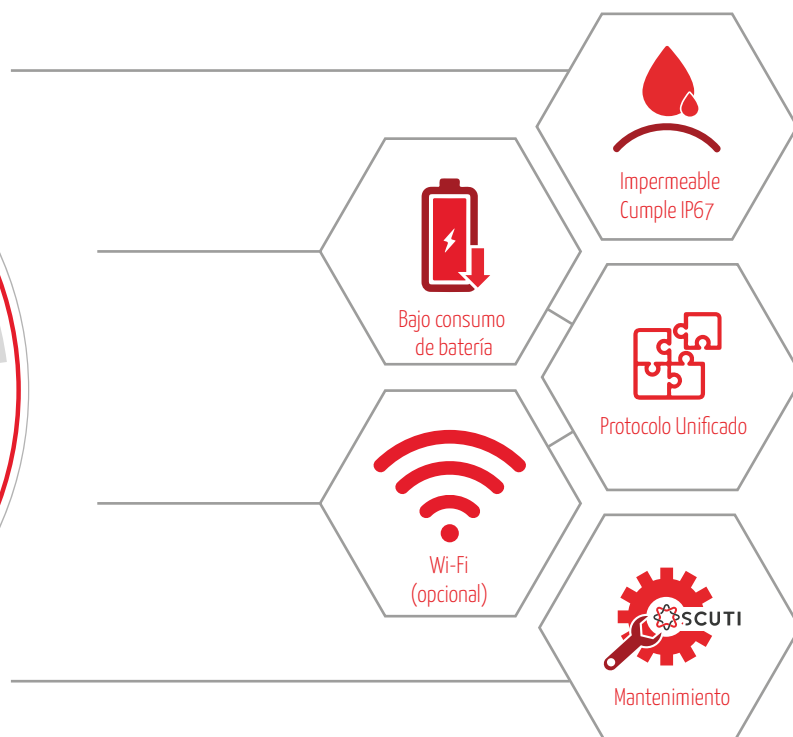 Impermeable
Cumple IP67
Bajo consumo
de batería
Protocolo Unificado
Wi-Fi
(opcional)
SCUTI
Mantenimiento